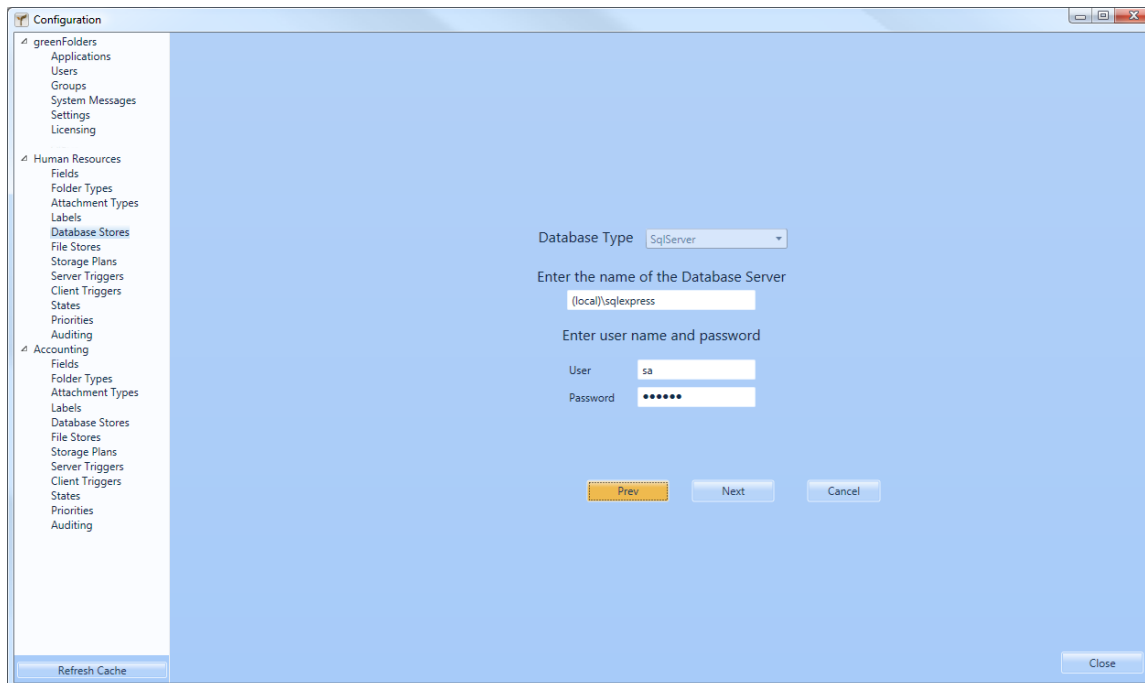 Configuration
greenFolders
Applications
Users
Groups
System Messages
Settings
Licensing
Human Resources
Fields
Folder Types
Attachment Types
Labels
Database Stores
File Stores
Storage Plans
Server Triggers
Client Triggers
States
Priorities
Auditing
Accounting
Fields
Folder Types
Attachment Types
Labels
Database Stores
File Stores
Storage Plans
Server Triggers
Client Triggers
States
Priorities
Auditing
Refresh Cache
Database Type SqlServer
Enter the name of the Database Server
(local)\sqlexpress
Enter user name and password
User sa
Password ••••••
Prev Next Cancel
Close